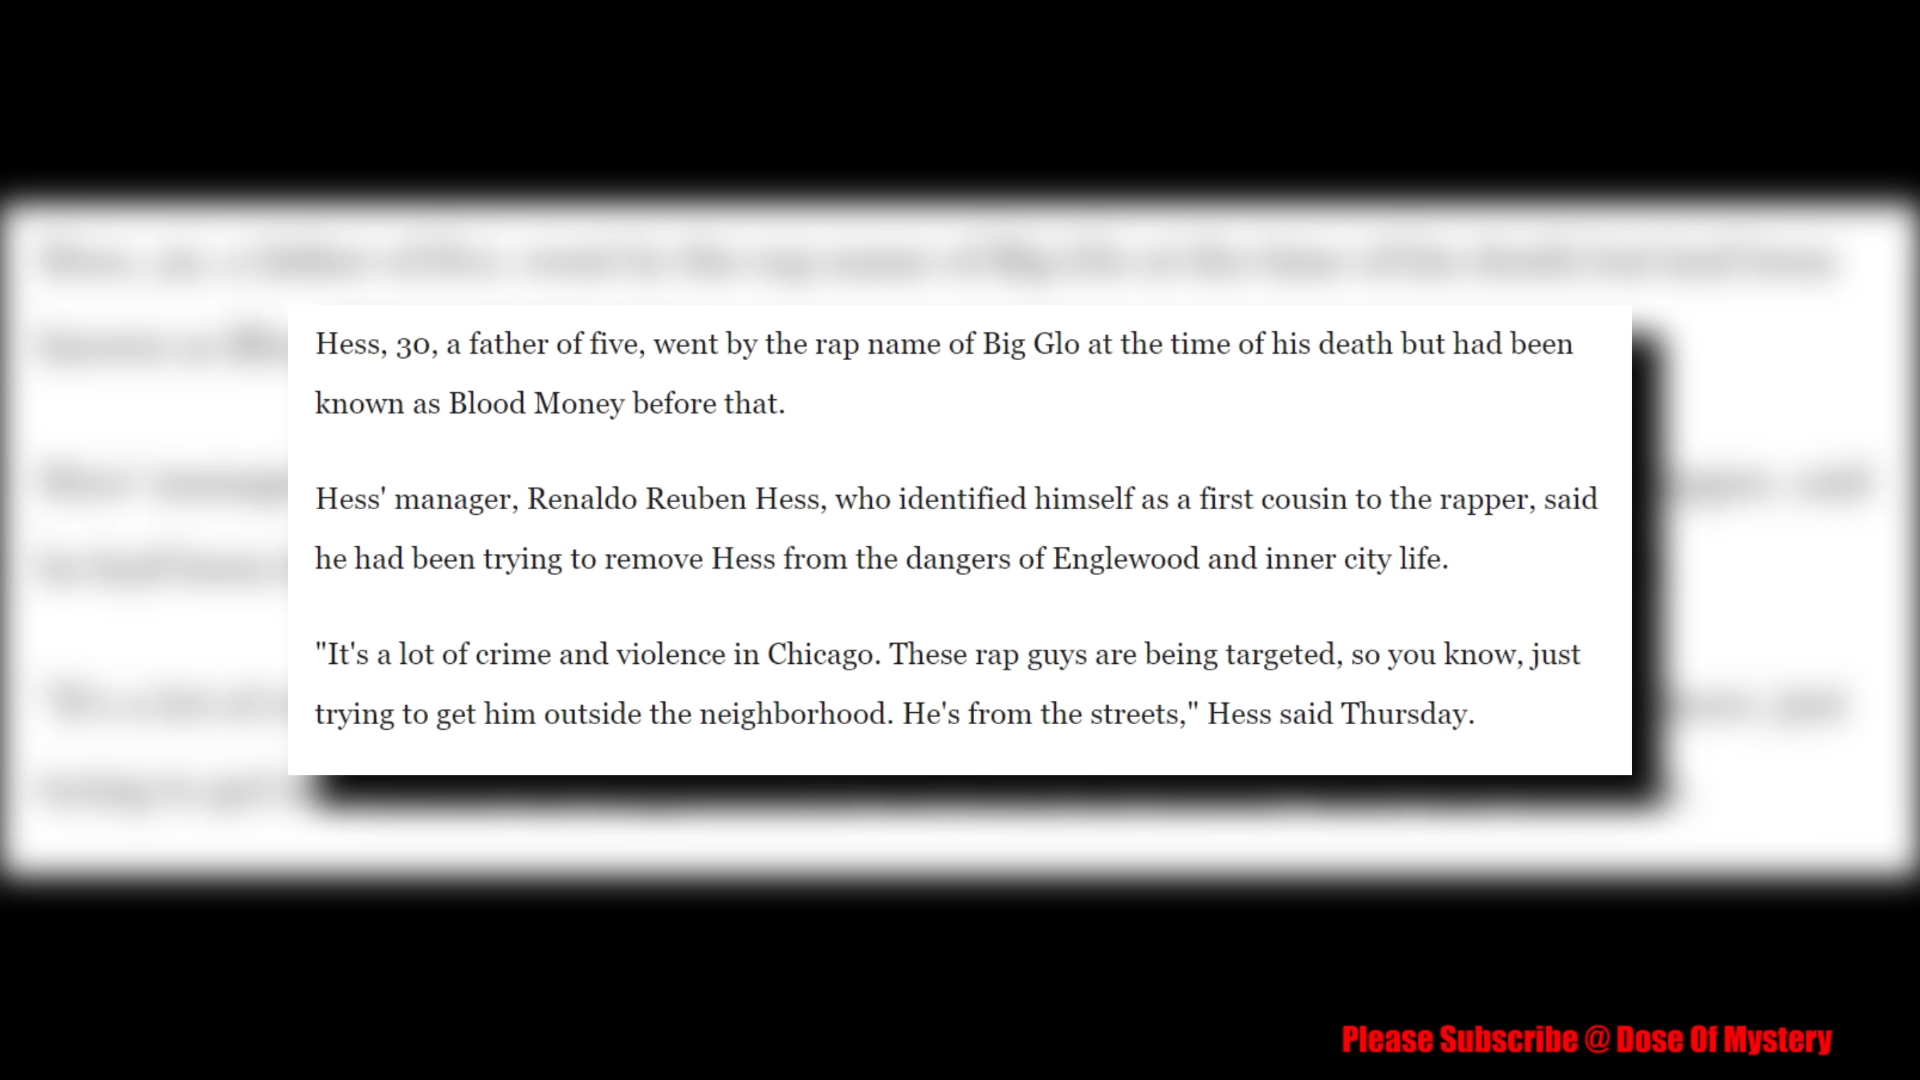 Hess, 30, a father of five, went by the rap name of Big Glo at the time of his death but had been
known as Blood Money before that.
Hess' manager, Renaldo Reuben Hess, who identified himself as a first cousin to the rapper, said
he had been trying to remove Hess from the dangers of Englewood and inner city life.
"It's a lot of crime and violence in Chicago. These rap guys are being targeted, so you know, just
trying to get him outside the neighborhood. He's from the streets," Hess said Thursday.
Please Subscribe @ Dose Of Mystery